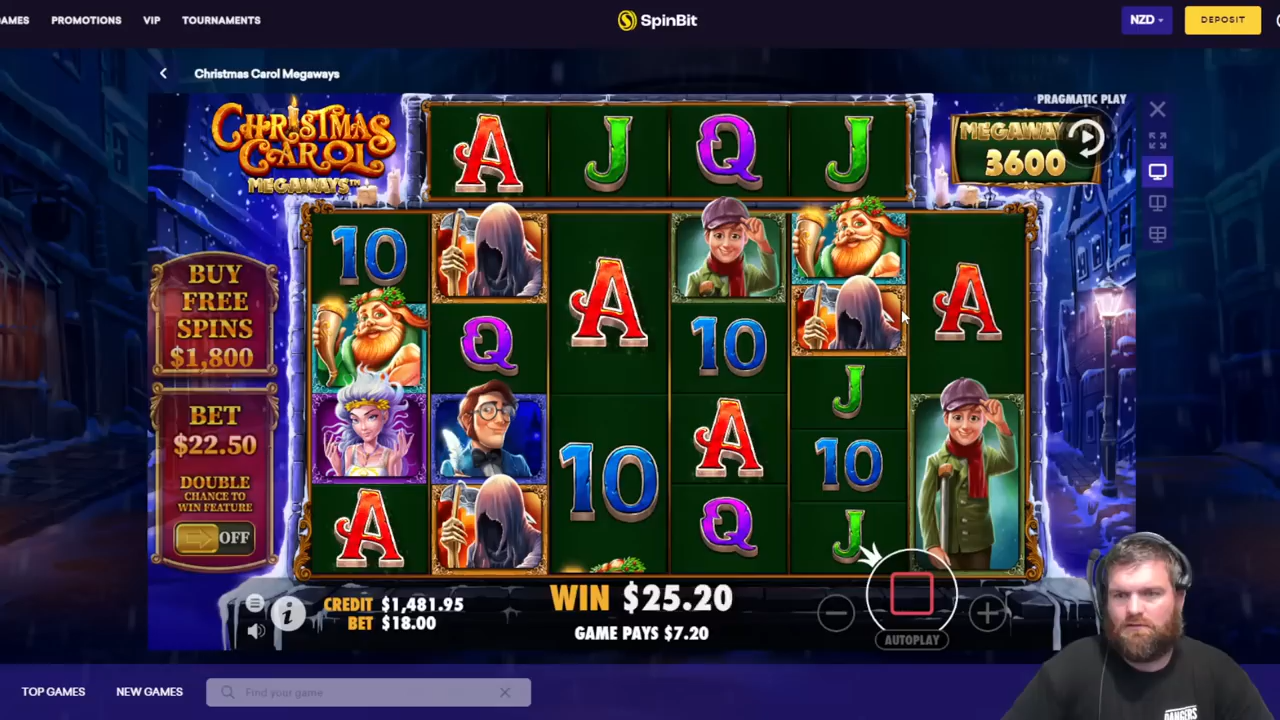 GAMES PROMOTIONS VIP TOURNAMENTS SpinBit NZD DEPOSIT
Christmas Carol Megaways
PRAGMATIC PLAY
CHRISTMAS
CAROL
MEGAWAYS™
A J Q J
MEGAWAY
3600
BUY
FREE
SPINS
$1,800
BET
$22.50
DOUBLE
CHANCE TO
WIN FEATURE
OFF
10
A
Q
A
10
10
A
Q
J
10
J
A
WIN $25.20
GAME PAYS $7.20
CREDIT $1,481.95
BET $18.00
AUTOPLAY
TOP GAMES NEW GAMES Find your game